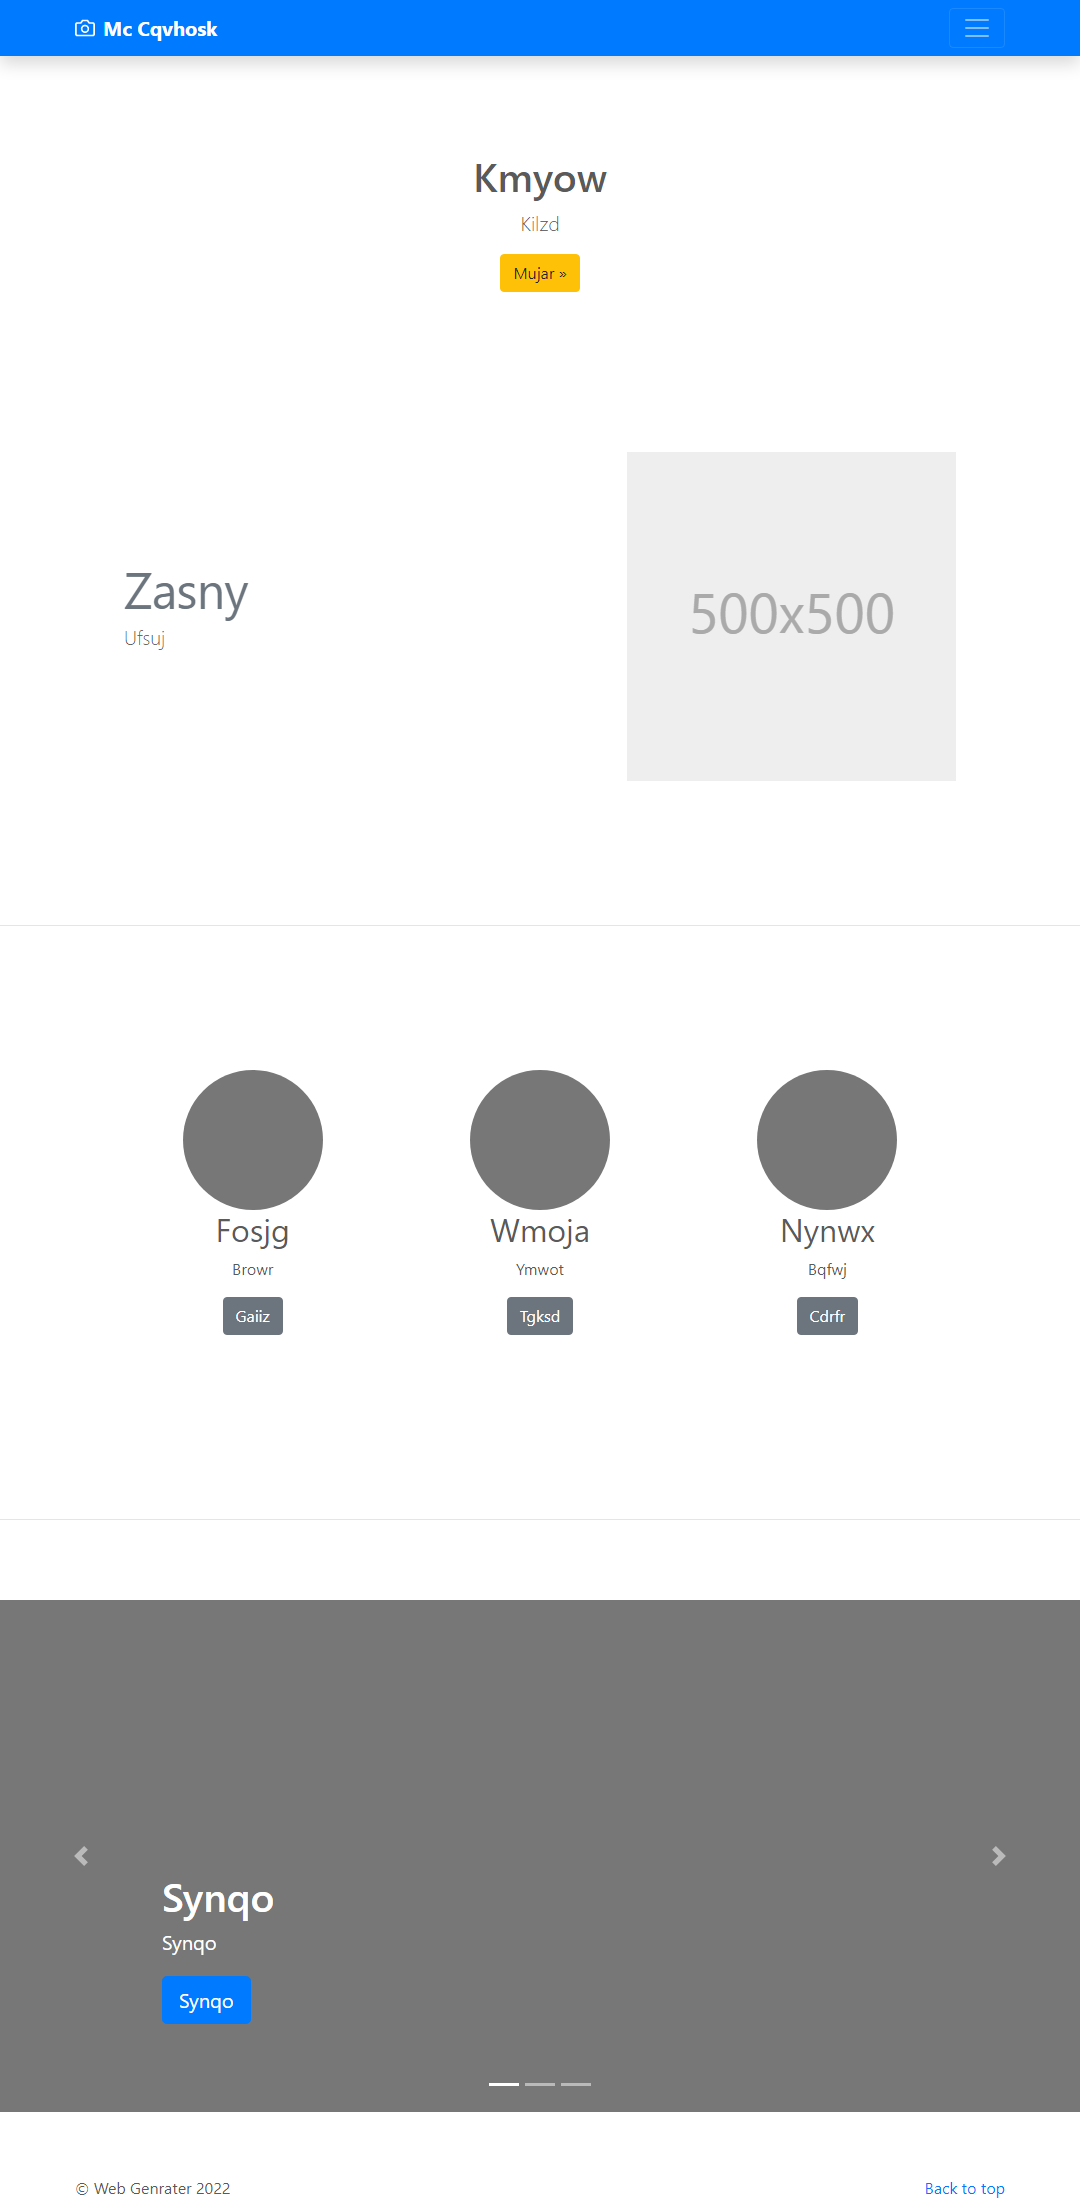 Mc Cqvhosk
Kmyow
Kilzd
Mujar »
Zasny
Ufsuj
500x500
Fosjg
Browr
Gaiiz
Wmoja
Ymwot
Tgksd
Nynwx
Bqfwj
Cdrfr
Synqo
Synqo
Synqo
© Web Genrater 2022
Back to top